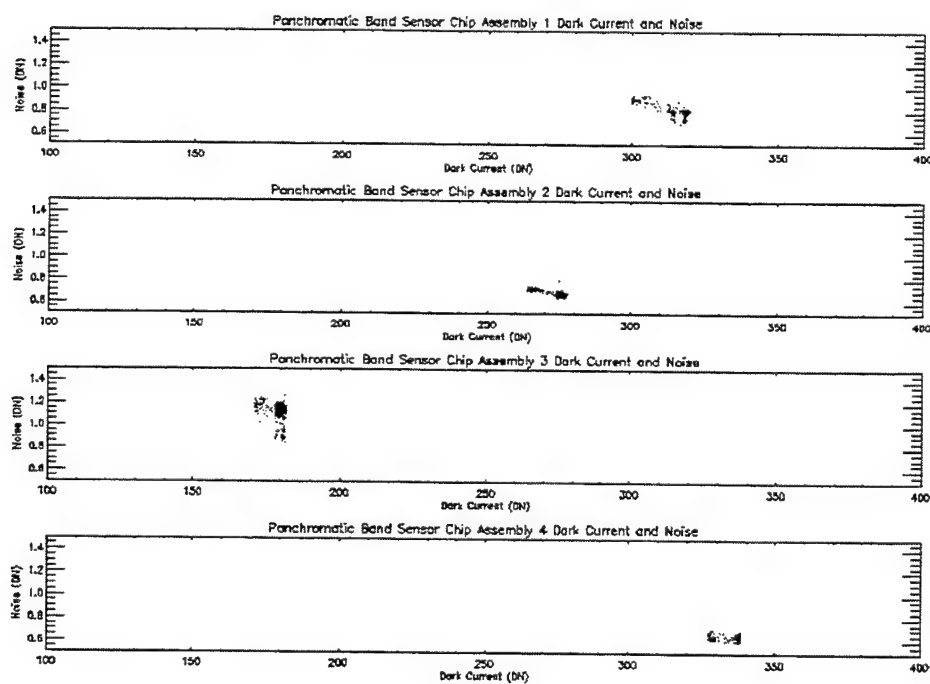 Panchromatic Band Sensor Chip Assembly 1 Dark Current and Noise
1.4
1.2
1.0
0.8
0.6
Noise (DN)
100 150 200 250 300 350 400
Dark Current (DN)
Panchromatic Band Sensor Chip Assembly 2 Dark Current and Noise
1.4
1.2
1.0
0.8
0.6
Noise (DN)
100 150 200 250 300 350 400
Dark Current (DN)
Panchromatic Band Sensor Chip Assembly 3 Dark Current and Noise
1.4
1.2
1.0
0.8
0.6
Noise (DN)
100 150 200 250 300 350 400
Dark Current (DN)
Panchromatic Band Sensor Chip Assembly 4 Dark Current and Noise
1.4
1.2
1.0
0.8
0.6
Noise (DN)
100 150 200 250 300 350 400
Dark Current (DN)